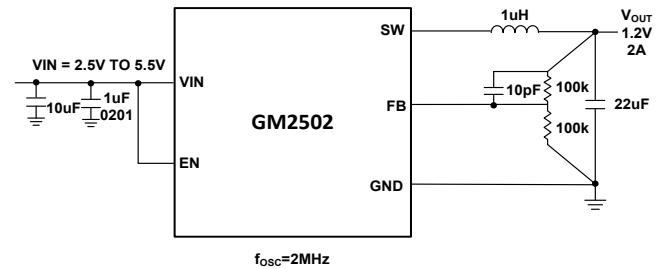 SW
1uH
VOUT
1.2V
2A
VIN = 2.5V TO 5.5V
VIN
10uF
1uF
0201
GM2502
FB
10pF
100k
100k
22uF
EN
GND
fOSC=2MHz